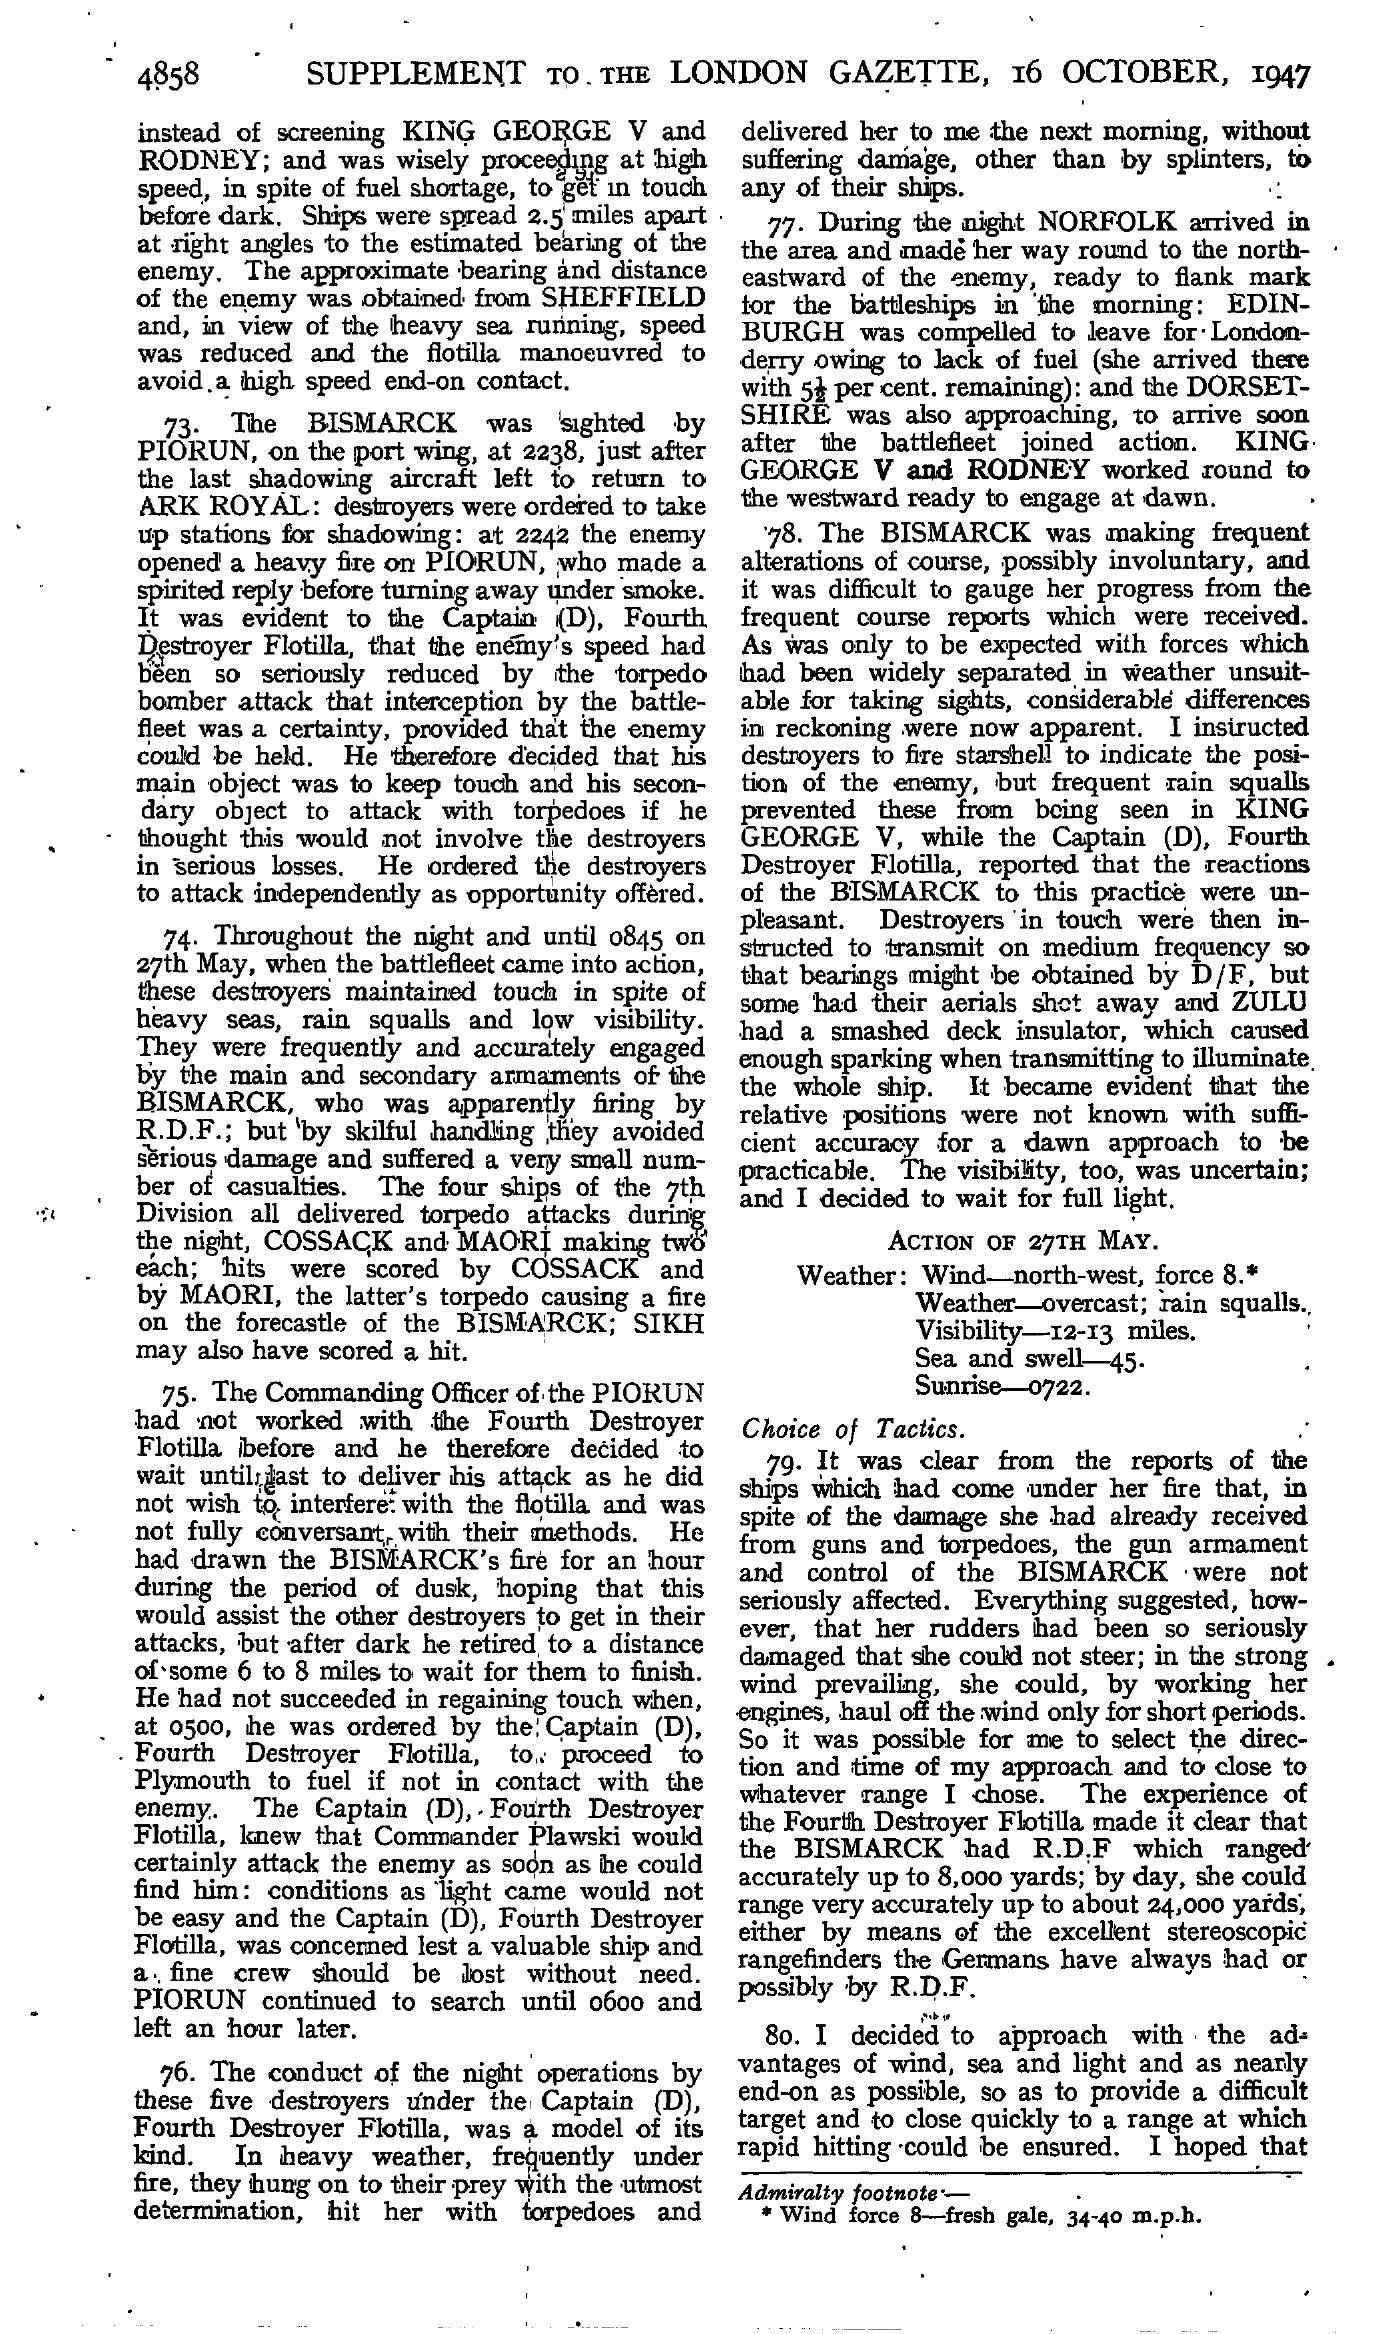 4858 SUPPLEMENT TO THE LONDON GAZETTE, 16 OCTOBER, 1947
instead of screening KING GEORGE V and
RODNEY; and was wisely proceeding at high
speed, in spite of fuel shortage, to get in touch
before dark. Ships were spread 2.5 miles apart
at right angles to the estimated bearing of the
enemy. The approximate bearing and distance
of the enemy was obtained from SHEFFIELD
and, in view of the heavy sea running, speed
was reduced and the flotilla manoeuvred to
avoid a high speed end-on contact.
73. The BISMARCK was sighted by
PIORUN, on the port wing, at 2238, just after
the last shadowing aircraft left to return to
ARK ROYAL: destroyers were ordered to take
up stations for shadowing: at 2242 the enemy
opened a heavy fire on PIORUN, who made a
spirited reply before turning away under smoke.
It was evident to the Captain (D), Fourth
Destroyer Flotilla, that the enemy's speed had
been so seriously reduced by the torpedo
bomber attack that interception by the battle-
fleet was a certainty, provided that the enemy
could be held. He therefore decided that his
main object was to keep touch and his secon-
dary object to attack with torpedoes if he
thought this would not involve the destroyers
in serious losses. He ordered the destroyers
to attack independently as opportunity offered.
74. Throughout the night and until 0845 on
27th May, when the battlefleet came into action,
these destroyers maintained touch in spite of
heavy seas, rain squalls and low visibility.
They were frequently and accurately engaged
by the main and secondary armaments of the
BISMARCK, who was apparently firing by
R.D.F.; but by skilful handling they avoided
serious damage and suffered a very small num-
ber of casualties. The four ships of the 7th
Division all delivered torpedo attacks during
the night, COSSACK and MAORI making two
each; hits were scored by COSSACK and
by MAORI, the latter's torpedo causing a fire
on the forecastle of the BISMARCK; SIKH
may also have scored a hit.
75. The Commanding Officer of the PIORUN
had not worked with the Fourth Destroyer
Flotilla before and he therefore decided to
wait until last to deliver his attack as he did
not wish to interfere with the flotilla and was
not fully conversant with their methods. He
had drawn the BISMARCK's fire for an hour
during the period of dusk, hoping that this
would assist the other destroyers to get in their
attacks, but after dark he retired to a distance
of some 6 to 8 miles to wait for them to finish.
He had not succeeded in regaining touch when,
at 0500, he was ordered by the Captain (D),
Fourth Destroyer Flotilla, to proceed to
Plymouth to fuel if not in contact with the
enemy. The Captain (D), Fourth Destroyer
Flotilla, knew that Commander Plawski would
certainly attack the enemy as soon as he could
find him: conditions as light came would not
be easy and the Captain (D), Fourth Destroyer
Flotilla, was concerned lest a valuable ship and
a fine crew should be lost without need.
PIORUN continued to search until 0600 and
left an hour later.
76. The conduct of the night operations by
these five destroyers under the Captain (D),
Fourth Destroyer Flotilla, was a model of its
kind. In heavy weather, frequently under
fire, they hung on to their prey with the utmost
determination, hit her with torpedoes and
delivered her to me the next morning, without
suffering damage, other than by splinters, to
any of their ships.
77. During the night NORFOLK arrived in
the area and made her way round to the north-
eastward of the enemy, ready to flank mark
for the battleships in the morning: EDIN-
BURGH was compelled to leave for London-
derry owing to lack of fuel (she arrived there
with 5½ per cent. remaining): and the DORSET-
SHIRE was also approaching, to arrive soon
after the battlefleet joined action. KING
GEORGE V and RODNEY worked round to
the westward ready to engage at dawn.
78. The BISMARCK was making frequent
alterations of course, possibly involuntary, and
it was difficult to gauge her progress from the
frequent course reports which were received.
As was only to be expected with forces which
had been widely separated in weather unsuit-
able for taking sights, considerable differences
in reckoning were now apparent. I instructed
destroyers to fire starshell to indicate the posi-
tion of the enemy, but frequent rain squalls
prevented these from being seen in KING
GEORGE V, while the Captain (D), Fourth
Destroyer Flotilla, reported that the reactions
of the BISMARCK to this practice were un-
pleasant. Destroyers in touch were then in-
structed to transmit on medium frequency so
that bearings might be obtained by D/F, but
some had their aerials shot away and ZULU
had a smashed deck insulator, which caused
enough sparking when transmitting to illuminate
the whole ship. It became evident that the
relative positions were not known with suffi-
cient accuracy for a dawn approach to be
practicable. The visibility, too, was uncertain;
and I decided to wait for full light.
ACTION OF 27TH MAY.
Weather: Wind—north-west, force 8.*
Weather—overcast; rain squalls.
Visibility—12-13 miles.
Sea and swell—45.
Sunrise—0722.
Choice of Tactics.
79. It was clear from the reports of the
ships which had come under her fire that, in
spite of the damage she had already received
from guns and torpedoes, the gun armament
and control of the BISMARCK were not
seriously affected. Everything suggested, how-
ever, that her rudders had been so seriously
damaged that she could not steer; in the strong
wind prevailing, she could, by working her
engines, haul off the wind only for short periods.
So it was possible for me to select the direc-
tion and time of my approach and to close to
whatever range I chose. The experience of
the Fourth Destroyer Flotilla made it clear that
the BISMARCK had R.D.F which ranged
accurately up to 8,000 yards; by day, she could
range very accurately up to about 24,000 yards,
either by means of the excellent stereoscopic
rangefinders the Germans have always had or
possibly by R.D.F.
80. I decided to approach with the ad-
vantages of wind, sea and light and as nearly
end-on as possible, so as to provide a difficult
target and to close quickly to a range at which
rapid hitting could be ensured. I hoped that
Admiralty footnote—
* Wind force 8—fresh gale, 34-40 m.p.h.